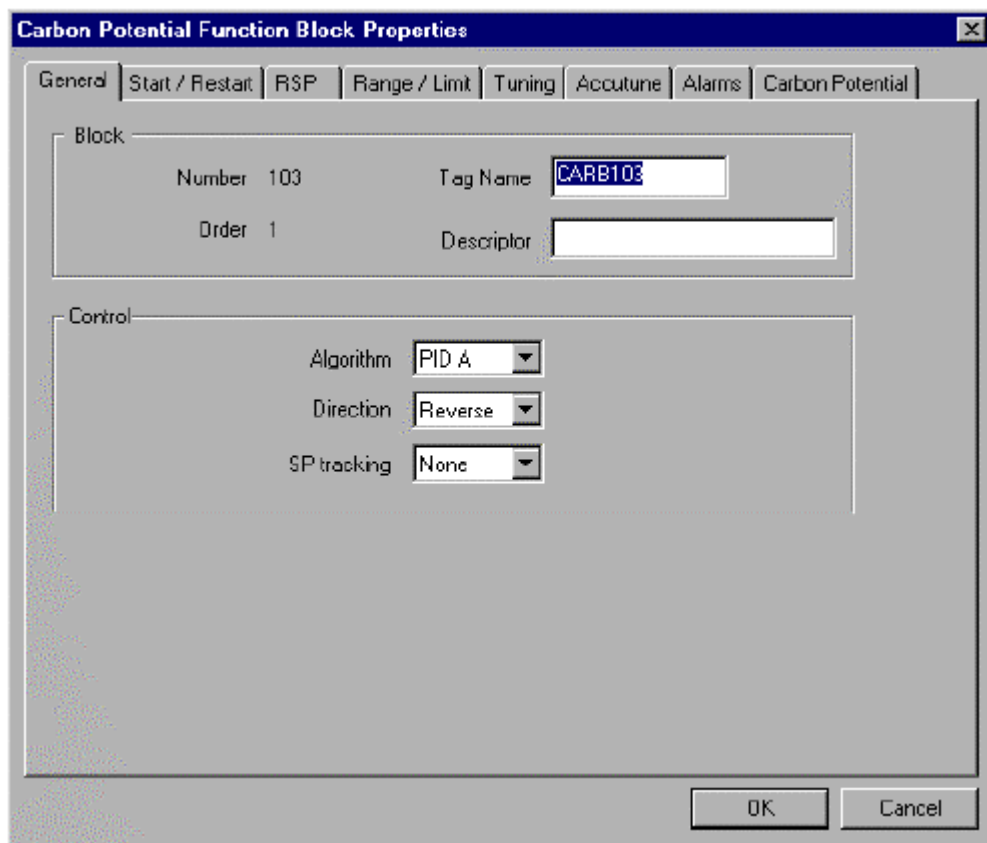 Carbon Potential Function Block Properties
General Start / Restart RSP Range / Limit Tuning Accutune Alarms Carbon Potential
Block
Number 103 Tag Name CARB103
Order 1 Descriptor
Control
Algorithm PID A
Direction Reverse
SP tracking None
OK Cancel